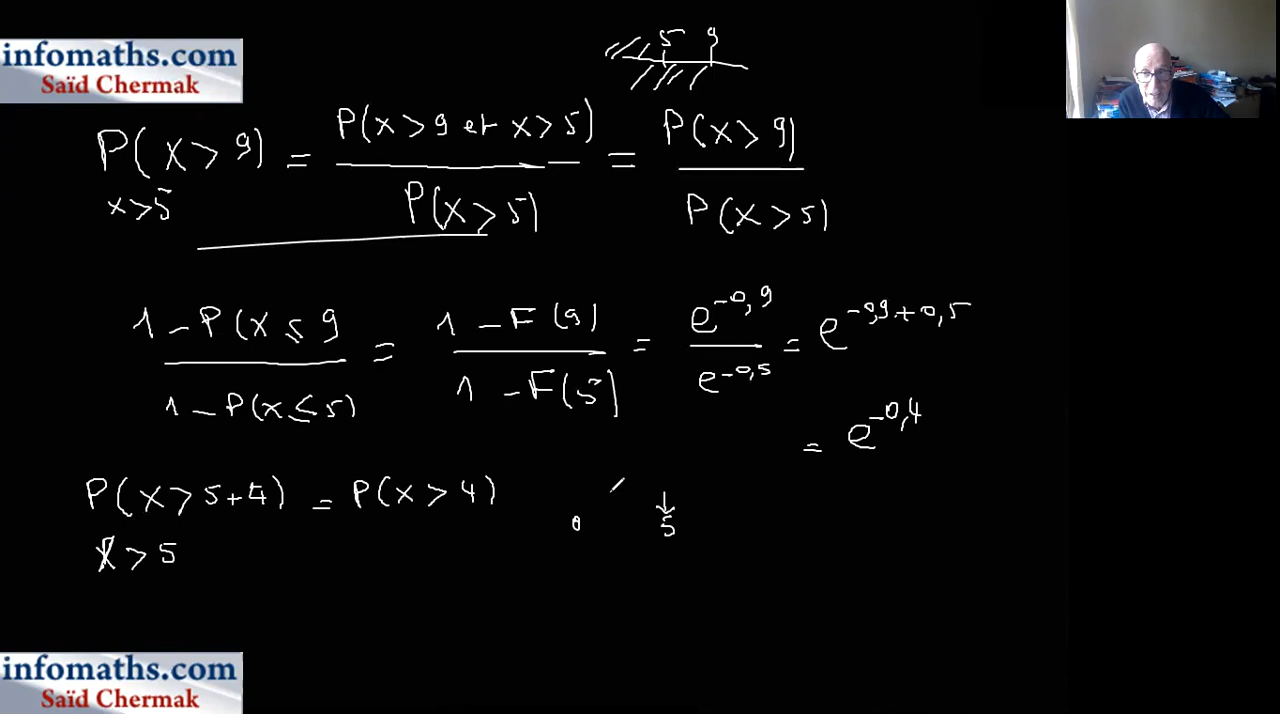 infomaths.com
Saïd Chermak
5 9
P(x > 9) = P(x > 9 et x > 5) / P(x > 5) = P(x > 9) / P(x > 5)
x > 5
1 - P(x ≤ 9 / 1 - P(x ≤ 5) = 1 - F(9) / 1 - F(5) = e^-0,9 / e^-0,5 = e^-0,9+0,5
= e^-0,4
P(x > 5+4) = P(x > 4)
x > 5
0 ↓ 5
infomaths.com
Saïd Chermak